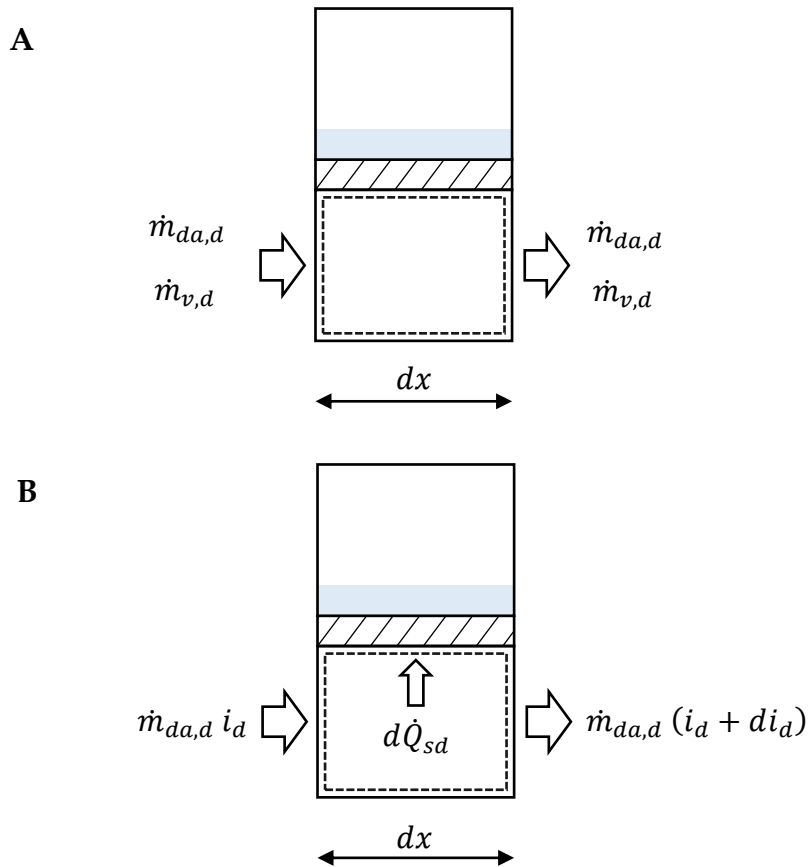 A
ṁ_{da,d} ṁ_{da,d}
ṁ_{v,d} ṁ_{v,d}
dx
B
ṁ_{da,d} i_d dQ̇_{sd} ṁ_{da,d} (i_d + di_d)
dx